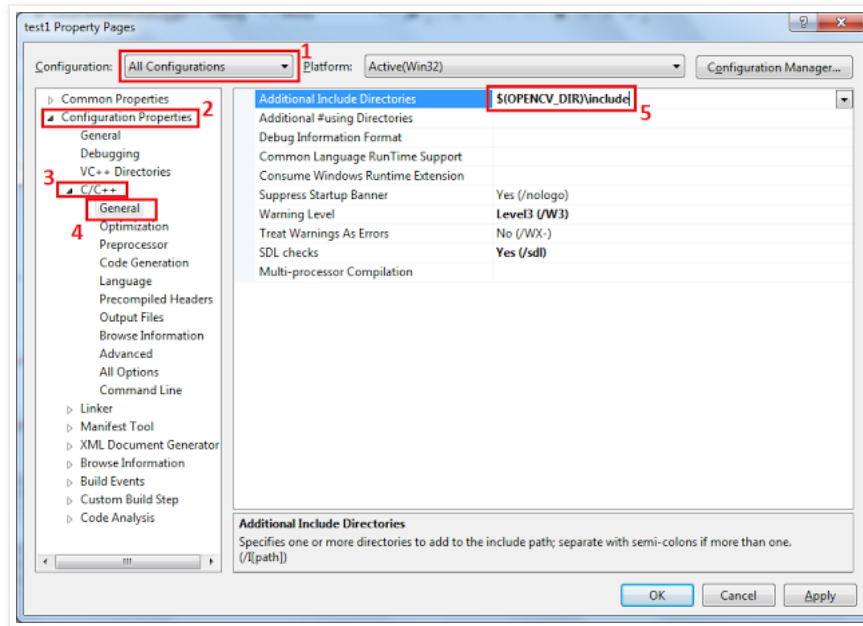 test1 Property Pages
1
Configuration: All Configurations Platform: Active(Win32) Configuration Manager...
Common Properties
Configuration Properties 2
General
Debugging
VC++ Directories
3
C/C++
General
4
Optimization
Preprocessor
Code Generation
Language
Precompiled Headers
Output Files
Browse Information
Advanced
All Options
Command Line
Linker
Manifest Tool
XML Document Generator
Browse Information
Build Events
Custom Build Step
Code Analysis
Additional Include Directories $(OPENCV_DIR)\include
5
Additional #using Directories
Debug Information Format
Common Language RunTime Support
Consume Windows Runtime Extension
Suppress Startup Banner Yes (/nologo)
Warning Level Level3 (/W3)
Treat Warnings As Errors No (/WX-)
SDL checks Yes (/sdl)
Multi-processor Compilation
Additional Include Directories
Specifies one or more directories to add to the include path; separate with semi-colons if more than one.
(/I[path])
OK Cancel Apply